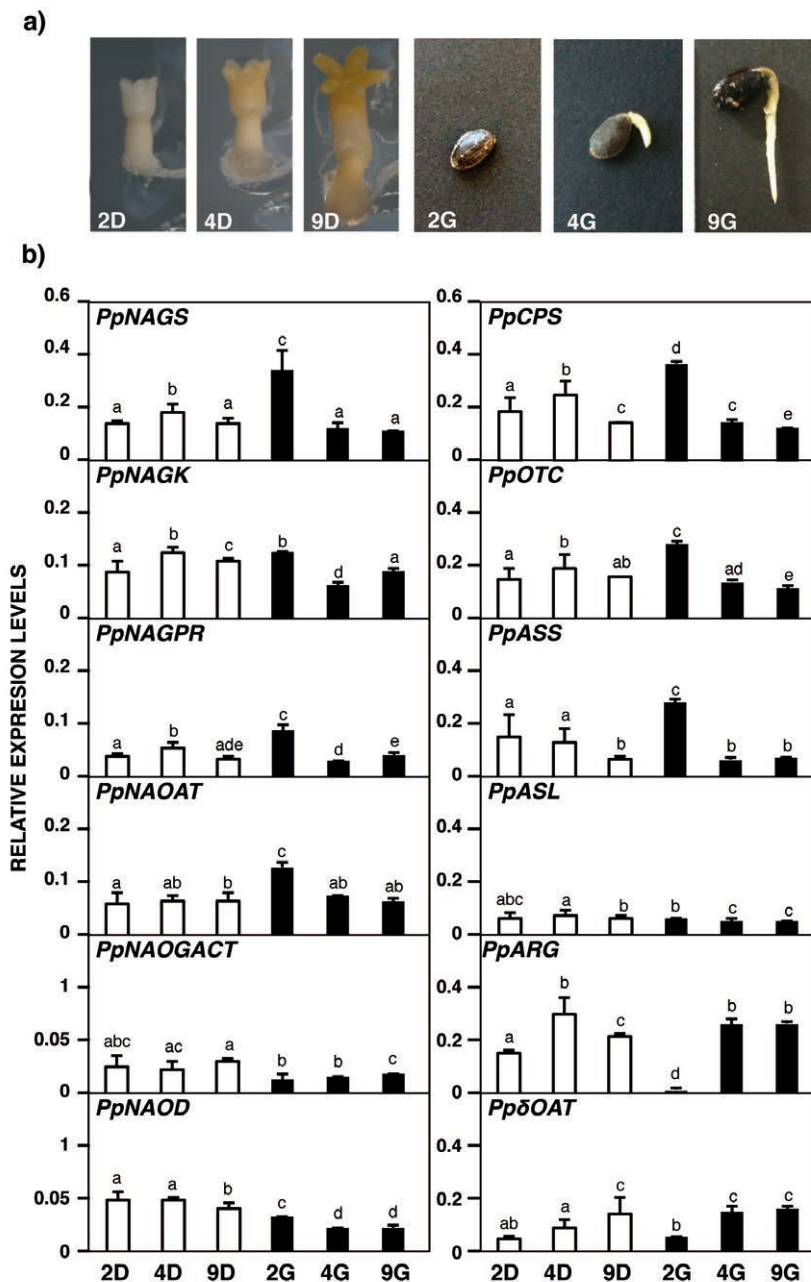 a)
2D 4D 9D 2G 4G 9G
b)
RELATIVE EXPRESION LEVELS
0.6
0.4
0.2
0
PpNAGS
a b a c a a
0.6
0.4
0.2
0
PpCPS
a b c d c e
0.2
0.1
0
PpNAGK
a b c b d a
0.4
0.2
0
PpOTC
a b ab c ad e
0.2
0.1
0
PpNAGPR
a b ade c d e
0.4
0.2
0
PpASS
a a b c b b
0.2
0.1
0
PpNAOAT
a ab b c ab ab
0.4
0.2
0
PpASL
abc a b b c c
1
0.05
0
PpNAOGACT
abc ac a b b c
0.4
0.2
0
PpARG
a b c d b b
1
0.05
0
PpNAOD
a a b c d d
0.4
0.2
0
PpδOAT
ab a c b c c
2D 4D 9D 2G 4G 9G
2D 4D 9D 2G 4G 9G